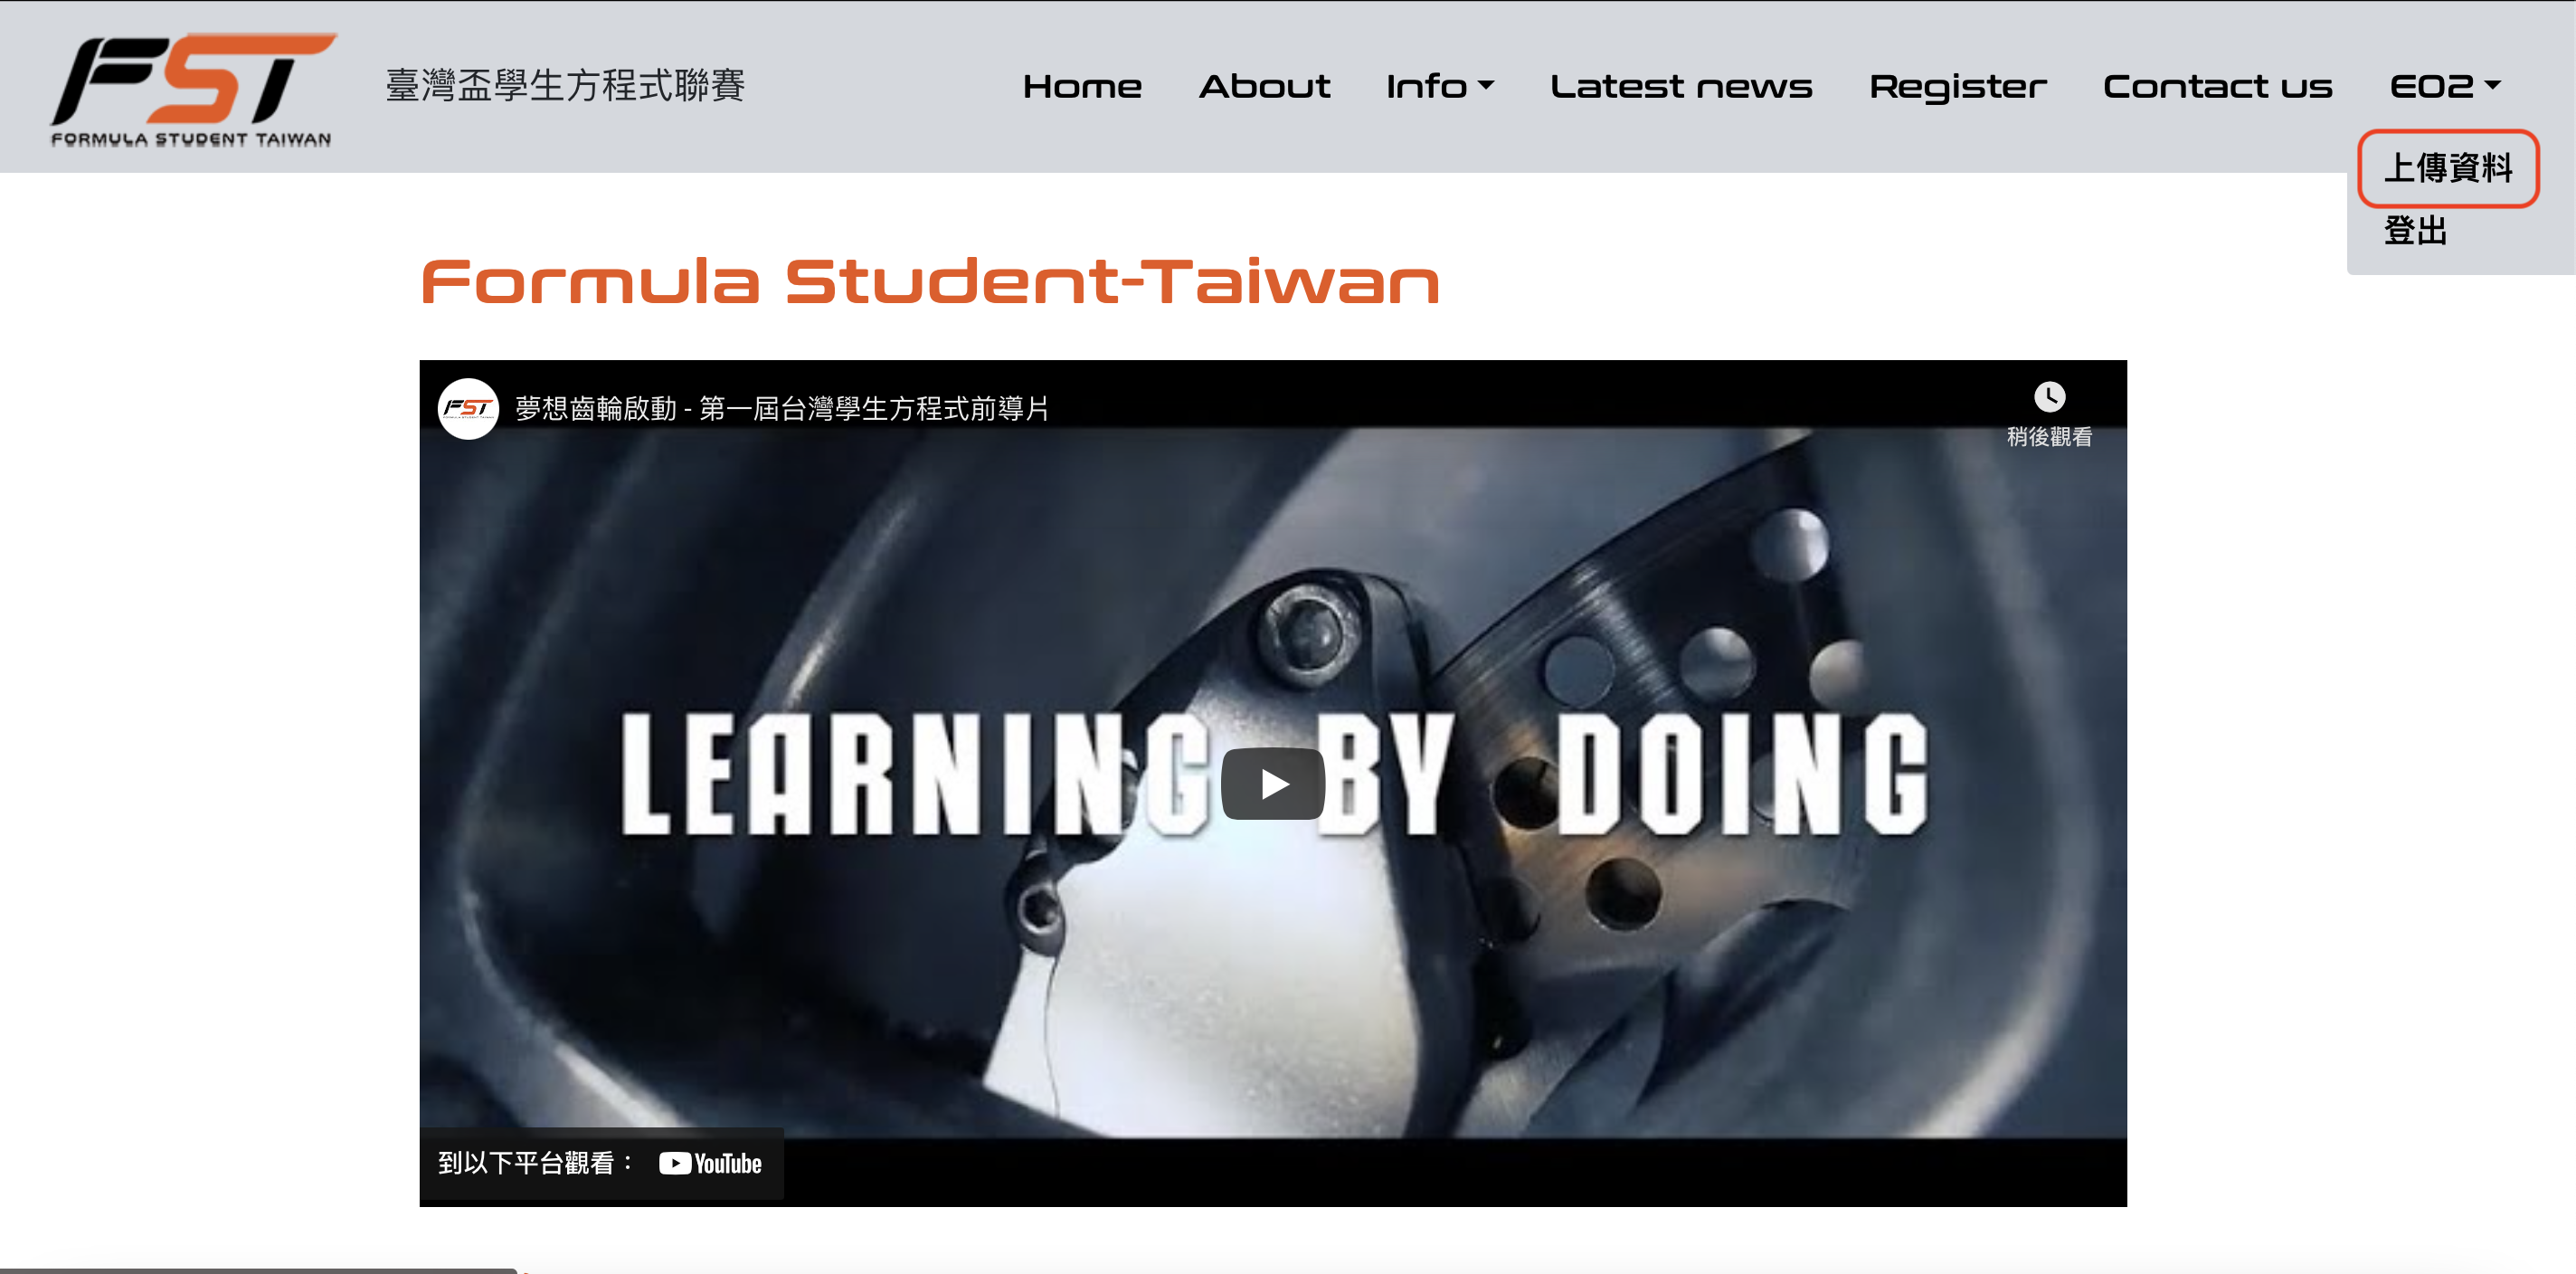 FST
FORMULA STUDENT TAIWAN
臺灣盃學生方程式聯賽
Home
About
Info
Latest news
Register
Contact us
E02
上傳資料
登出
Formula Student-Taiwan
FST
夢想齒輪啟動 - 第一屆台灣學生方程式前導片
稍後觀看
LEARNING BY DOING
到以下平台觀看：
YouTube